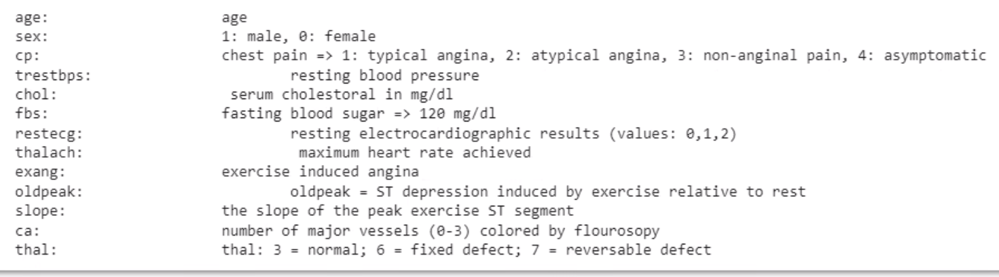 age: age
sex: 1: male, 0: female
cp: chest pain => 1: typical angina, 2: atypical angina, 3: non-anginal pain, 4: asymptomatic
trestbps: resting blood pressure
chol: serum cholestoral in mg/dl
fbs: fasting blood sugar => 120 mg/dl
restecg: resting electrocardiographic results (values: 0,1,2)
thalach: maximum heart rate achieved
exang: exercise induced angina
oldpeak: oldpeak = ST depression induced by exercise relative to rest
slope: the slope of the peak exercise ST segment
ca: number of major vessels (0-3) colored by flourosopy
thal: thal: 3 = normal; 6 = fixed defect; 7 = reversable defect